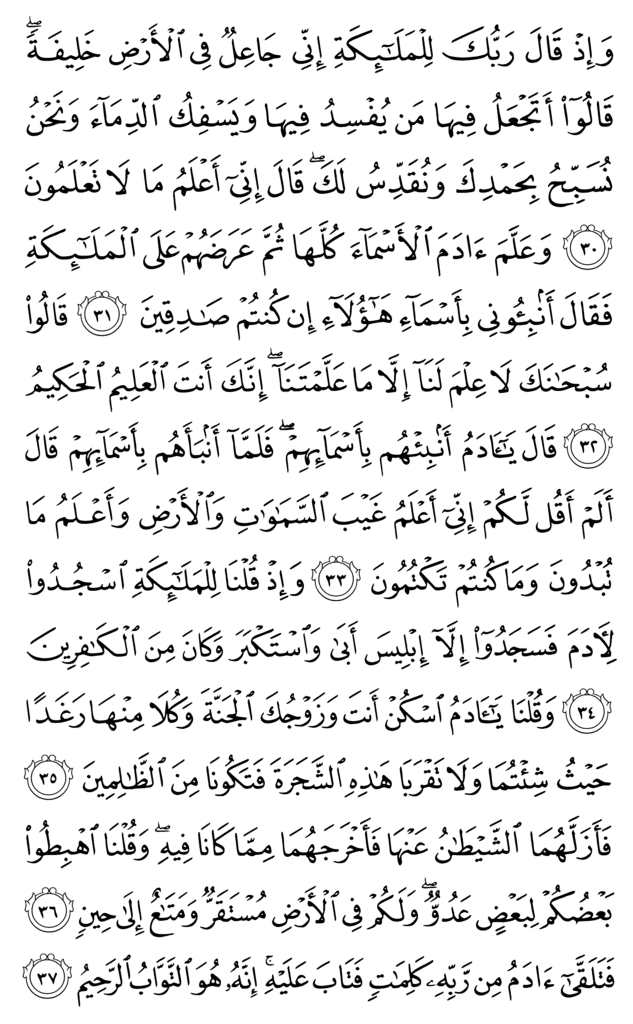 وَإِذْ قَالَ رَبُّكَ لِلْمَلَـٰٓئِكَةِ إِنِّى جَاعِلٌ فِى ٱلْأَرْضِ خَلِيفَةً ۖ
قَالُوٓا۟ أَتَجْعَلُ فِيهَا مَن يُفْسِدُ فِيهَا وَيَسْفِكُ ٱلدِّمَآءَ وَنَحْنُ
نُسَبِّحُ بِحَمْدِكَ وَنُقَدِّسُ لَكَ ۖ قَالَ إِنِّىٓ أَعْلَمُ مَا لَا تَعْلَمُونَ
٣٠ وَعَلَّمَ ءَادَمَ ٱلْأَسْمَآءَ كُلَّهَا ثُمَّ عَرَضَهُمْ عَلَى ٱلْمَلَـٰٓئِكَةِ
فَقَالَ أَنۢبِـُٔونِى بِأَسْمَآءِ هَـٰٓؤُلَآءِ إِن كُنتُمْ صَـٰدِقِينَ ٣١ قَالُوا۟
سُبْحَـٰنَكَ لَا عِلْمَ لَنَآ إِلَّا مَا عَلَّمْتَنَآ ۖ إِنَّكَ أَنتَ ٱلْعَلِيمُ ٱلْحَكِيمُ
٣٢ قَالَ يَـٰٓـَٔادَمُ أَنۢبِئْهُم بِأَسْمَآئِهِمْ ۖ فَلَمَّآ أَنۢبَأَهُم بِأَسْمَآئِهِمْ قَالَ
أَلَمْ أَقُل لَّكُمْ إِنِّىٓ أَعْلَمُ غَيْبَ ٱلسَّمَـٰوَٰتِ وَٱلْأَرْضِ وَأَعْلَمُ مَا
تُبْدُونَ وَمَا كُنتُمْ تَكْتُمُونَ ٣٣ وَإِذْ قُلْنَا لِلْمَلَـٰٓئِكَةِ ٱسْجُدُوا۟
لِـَٔادَمَ فَسَجَدُوٓا۟ إِلَّآ إِبْلِيسَ أَبَىٰ وَٱسْتَكْبَرَ وَكَانَ مِنَ ٱلْكَـٰفِرِينَ
٣٤ وَقُلْنَا يَـٰٓـَٔادَمُ ٱسْكُنْ أَنتَ وَزَوْجُكَ ٱلْجَنَّةَ وَكُلَا مِنْهَا رَغَدًا
حَيْثُ شِئْتُمَا وَلَا تَقْرَبَا هَـٰذِهِ ٱلشَّجَرَةَ فَتَكُونَا مِنَ ٱلظَّـٰلِمِينَ ٣٥
فَأَزَلَّهُمَا ٱلشَّيْطَـٰنُ عَنْهَا فَأَخْرَجَهُمَا مِمَّا كَانَا فِيهِ ۖ وَقُلْنَا ٱهْبِطُوا۟
بَعْضُكُمْ لِبَعْضٍ عَدُوٌّ ۖ وَلَكُمْ فِى ٱلْأَرْضِ مُسْتَقَرٌّ وَمَتَـٰعٌ إِلَىٰ حِينٍ ٣٦
فَتَلَقَّىٰٓ ءَادَمُ مِن رَّبِّهِۦ كَلِمَـٰتٍ فَتَابَ عَلَيْهِ ۚ إِنَّهُۥ هُوَ ٱلتَّوَّابُ ٱلرَّحِيمُ ٣٧